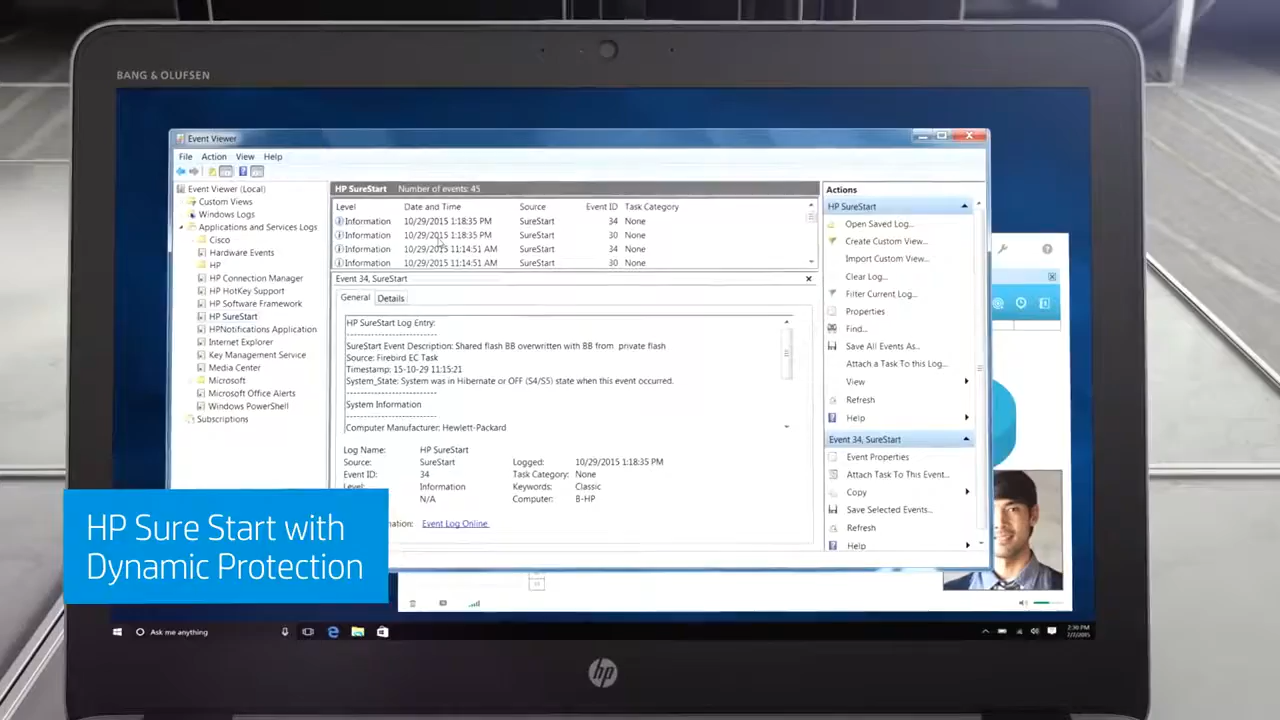 BANG & OLUFSEN
Event Viewer
File Action View Help
Event Viewer (Local)
Custom Views
Windows Logs
Applications and Services Logs
Cisco
Hardware Events
HP
HP Connection Manager
HP HotKey Support
HP Software Framework
HP SureStart
HPNotifications Application
Internet Explorer
Key Management Service
Media Center
Microsoft
Microsoft Office Alerts
Windows PowerShell
Subscriptions
HP SureStart Number of events: 45
Level Date and Time Source Event ID Task Category
Information 10/29/2015 1:18:35 PM SureStart 34 None
Information 10/29/2015 1:18:35 PM SureStart 30 None
Information 10/29/2015 11:14:51 AM SureStart 34 None
Information 10/29/2015 11:14:51 AM SureStart 30 None
Event 34, SureStart
General Details
HP SureStart Log Entry:
------------------------
SureStart Event Description: Shared flash BB overwritten with BB from private flash
Source: Firebird EC Task
Timestamp: 15-10-29 11:15:21
System_State: System was in Hibernate or OFF (S4/S5) state when this event occurred.
------------------------
System Information
------------------------
Computer Manufacturer: Hewlett-Packard
Log Name: HP SureStart
Source: SureStart Logged: 10/29/2015 1:18:35 PM
Event ID: 34 Task Category: None
Level: Information Keywords: Classic
N/A Computer: B-HP
Event Log Online
Actions
HP SureStart
Open Saved Log...
Create Custom View...
Import Custom View...
Clear Log...
Filter Current Log...
Properties
Find...
Save All Events As...
Attach a Task To this Log...
View
Refresh
Help
Event 34, SureStart
Event Properties
Attach Task To This Event...
Copy
Save Selected Events...
Refresh
Help
HP Sure Start with
Dynamic Protection
Ask me anything
7:30 PM
7/7/2015
hp